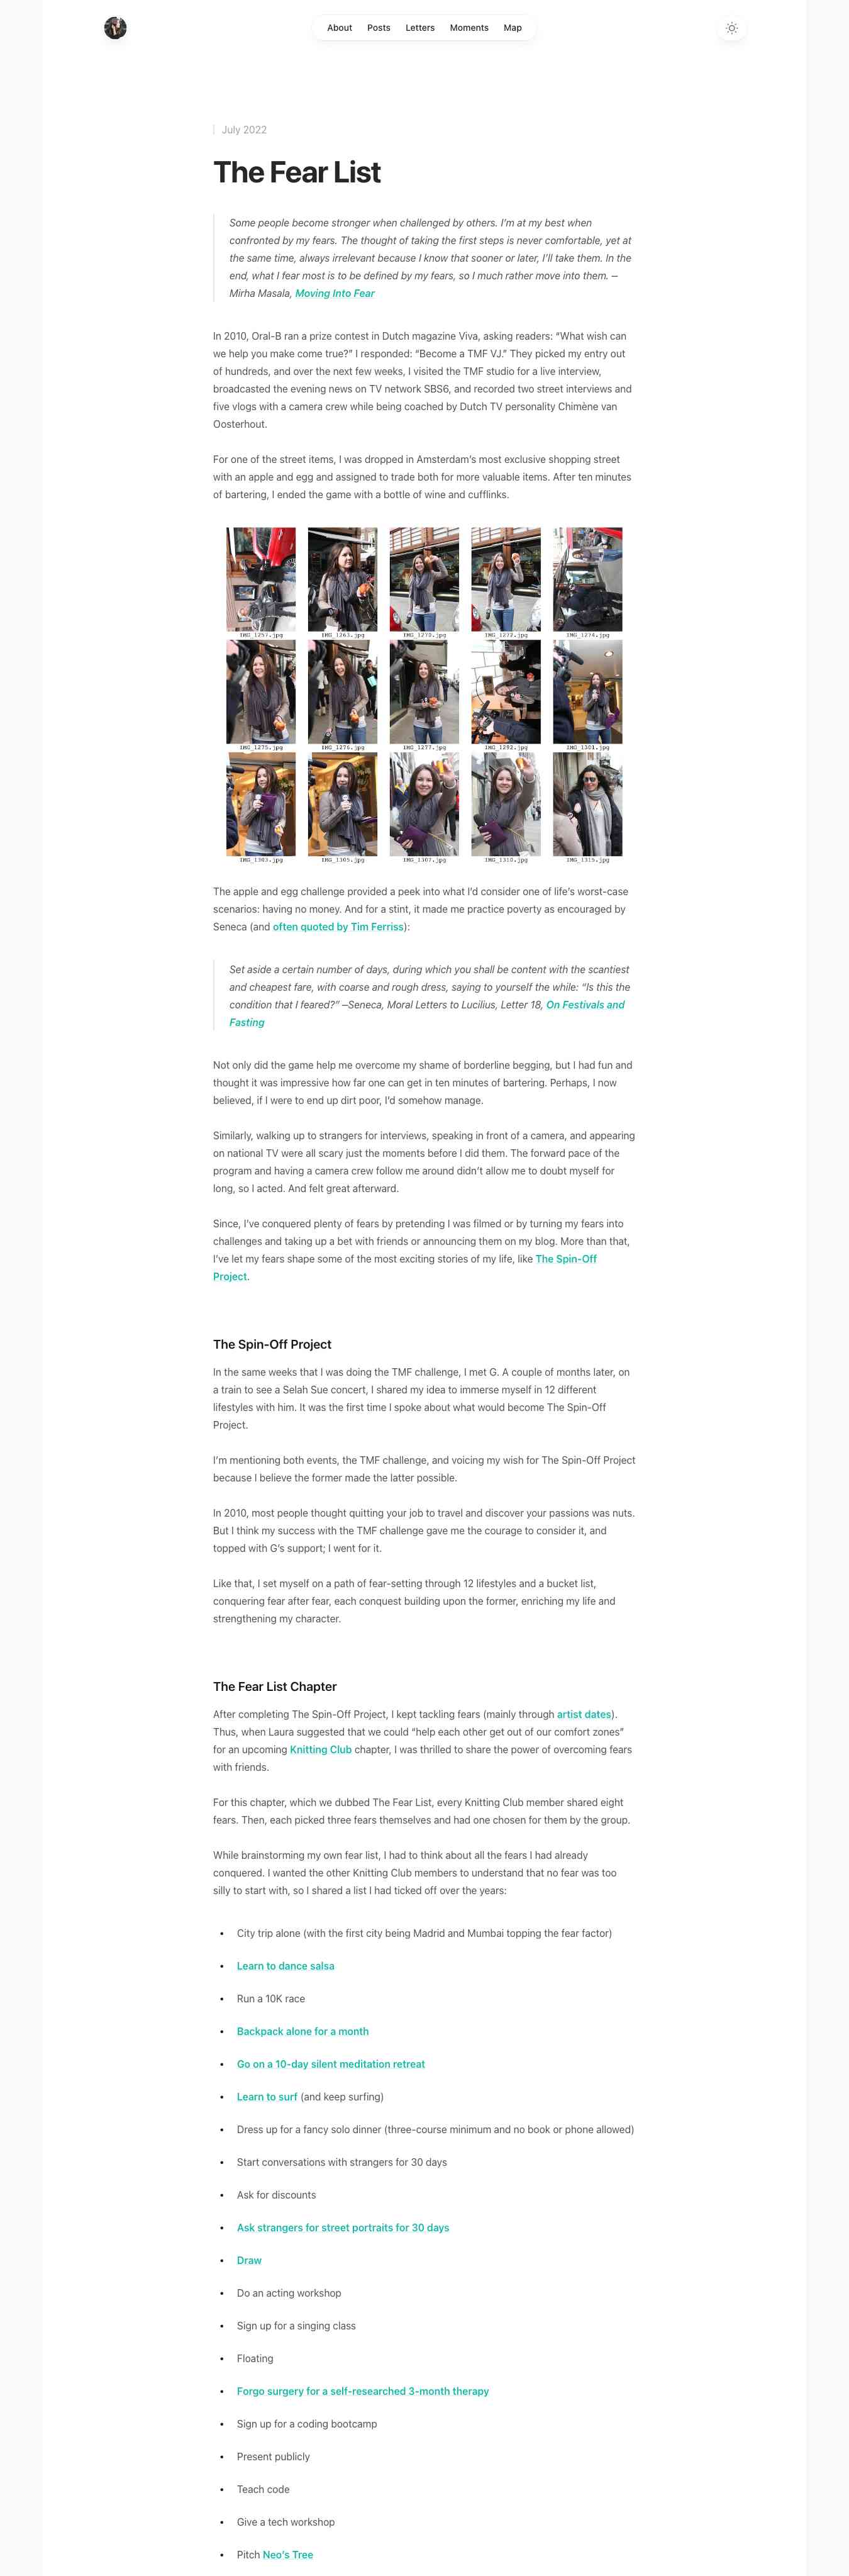 About Posts Letters Moments Map
July 2022
The Fear List
Some people become stronger when challenged by others. I’m at my best when
confronted by my fears. The thought of taking the first steps is never comfortable, yet at
the same time, always irrelevant because I know that sooner or later, I’ll take them. In the
end, what I fear most is to be defined by my fears, so I much rather move into them. —
Mirha Masala, Moving Into Fear
In 2010, Oral-B ran a prize contest in Dutch magazine Viva, asking readers: “What wish can
we help you make come true?” I responded: “Become a TMF VJ.” They picked my entry out
of hundreds, and over the next few weeks, I visited the TMF studio for a live interview,
broadcasted the evening news on TV network SBS6, and recorded two street interviews and
five vlogs with a camera crew while being coached by Dutch TV personality Chimène van
Oosterhout.
For one of the street items, I was dropped in Amsterdam’s most exclusive shopping street
with an apple and egg and assigned to trade both for more valuable items. After ten minutes
of bartering, I ended the game with a bottle of wine and cufflinks.
IMG_1257.jpg IMG_1263.jpg IMG_1270.jpg IMG_1272.jpg IMG_1274.jpg
IMG_1275.jpg IMG_1276.jpg IMG_1277.jpg IMG_1292.jpg IMG_1301.jpg
IMG_1303.jpg IMG_1305.jpg IMG_1307.jpg IMG_1310.jpg IMG_1315.jpg
The apple and egg challenge provided a peek into what I’d consider one of life’s worst-case
scenarios: having no money. And for a stint, it made me practice poverty as encouraged by
Seneca (and often quoted by Tim Ferriss):
Set aside a certain number of days, during which you shall be content with the scantiest
and cheapest fare, with coarse and rough dress, saying to yourself the while: “Is this the
condition that I feared?” —Seneca, Moral Letters to Lucilius, Letter 18, On Festivals and
Fasting
Not only did the game help me overcome my shame of borderline begging, but I had fun and
thought it was impressive how far one can get in ten minutes of bartering. Perhaps, I now
believed, if I were to end up dirt poor, I’d somehow manage.
Similarly, walking up to strangers for interviews, speaking in front of a camera, and appearing
on national TV were all scary just the moments before I did them. The forward pace of the
program and having a camera crew follow me around didn’t allow me to doubt myself for
long, so I acted. And felt great afterward.
Since, I’ve conquered plenty of fears by pretending I was filmed or by turning my fears into
challenges and taking up a bet with friends or announcing them on my blog. More than that,
I’ve let my fears shape some of the most exciting stories of my life, like The Spin-Off
Project.
The Spin-Off Project
In the same weeks that I was doing the TMF challenge, I met G. A couple of months later, on
a train to see a Selah Sue concert, I shared my idea to immerse myself in 12 different
lifestyles with him. It was the first time I spoke about what would become The Spin-Off
Project.
I’m mentioning both events, the TMF challenge, and voicing my wish for The Spin-Off Project
because I believe the former made the latter possible.
In 2010, most people thought quitting your job to travel and discover your passions was nuts.
But I think my success with the TMF challenge gave me the courage to consider it, and
topped with G’s support; I went for it.
Like that, I set myself on a path of fear-setting through 12 lifestyles and a bucket list,
conquering fear after fear, each conquest building upon the former, enriching my life and
strengthening my character.
The Fear List Chapter
After completing The Spin-Off Project, I kept tackling fears (mainly through artist dates).
Thus, when Laura suggested that we could “help each other get out of our comfort zones”
for an upcoming Knitting Club chapter, I was thrilled to share the power of overcoming fears
with friends.
For this chapter, which we dubbed The Fear List, every Knitting Club member shared eight
fears. Then, each picked three fears themselves and had one chosen for them by the group.
While brainstorming my own fear list, I had to think about all the fears I had already
conquered. I wanted the other Knitting Club members to understand that no fear was too
silly to start with, so I shared a list I had ticked off over the years:
• City trip alone (with the first city being Madrid and Mumbai topping the fear factor)
• Learn to dance salsa
• Run a 10K race
• Backpack alone for a month
• Go on a 10-day silent meditation retreat
• Learn to surf (and keep surfing)
• Dress up for a fancy solo dinner (three-course minimum and no book or phone allowed)
• Start conversations with strangers for 30 days
• Ask for discounts
• Ask strangers for street portraits for 30 days
• Draw
• Do an acting workshop
• Sign up for a singing class
• Floating
• Forgo surgery for a self-researched 3-month therapy
• Sign up for a coding bootcamp
• Present publicly
• Teach code
• Give a tech workshop
• Pitch Neo’s Tree